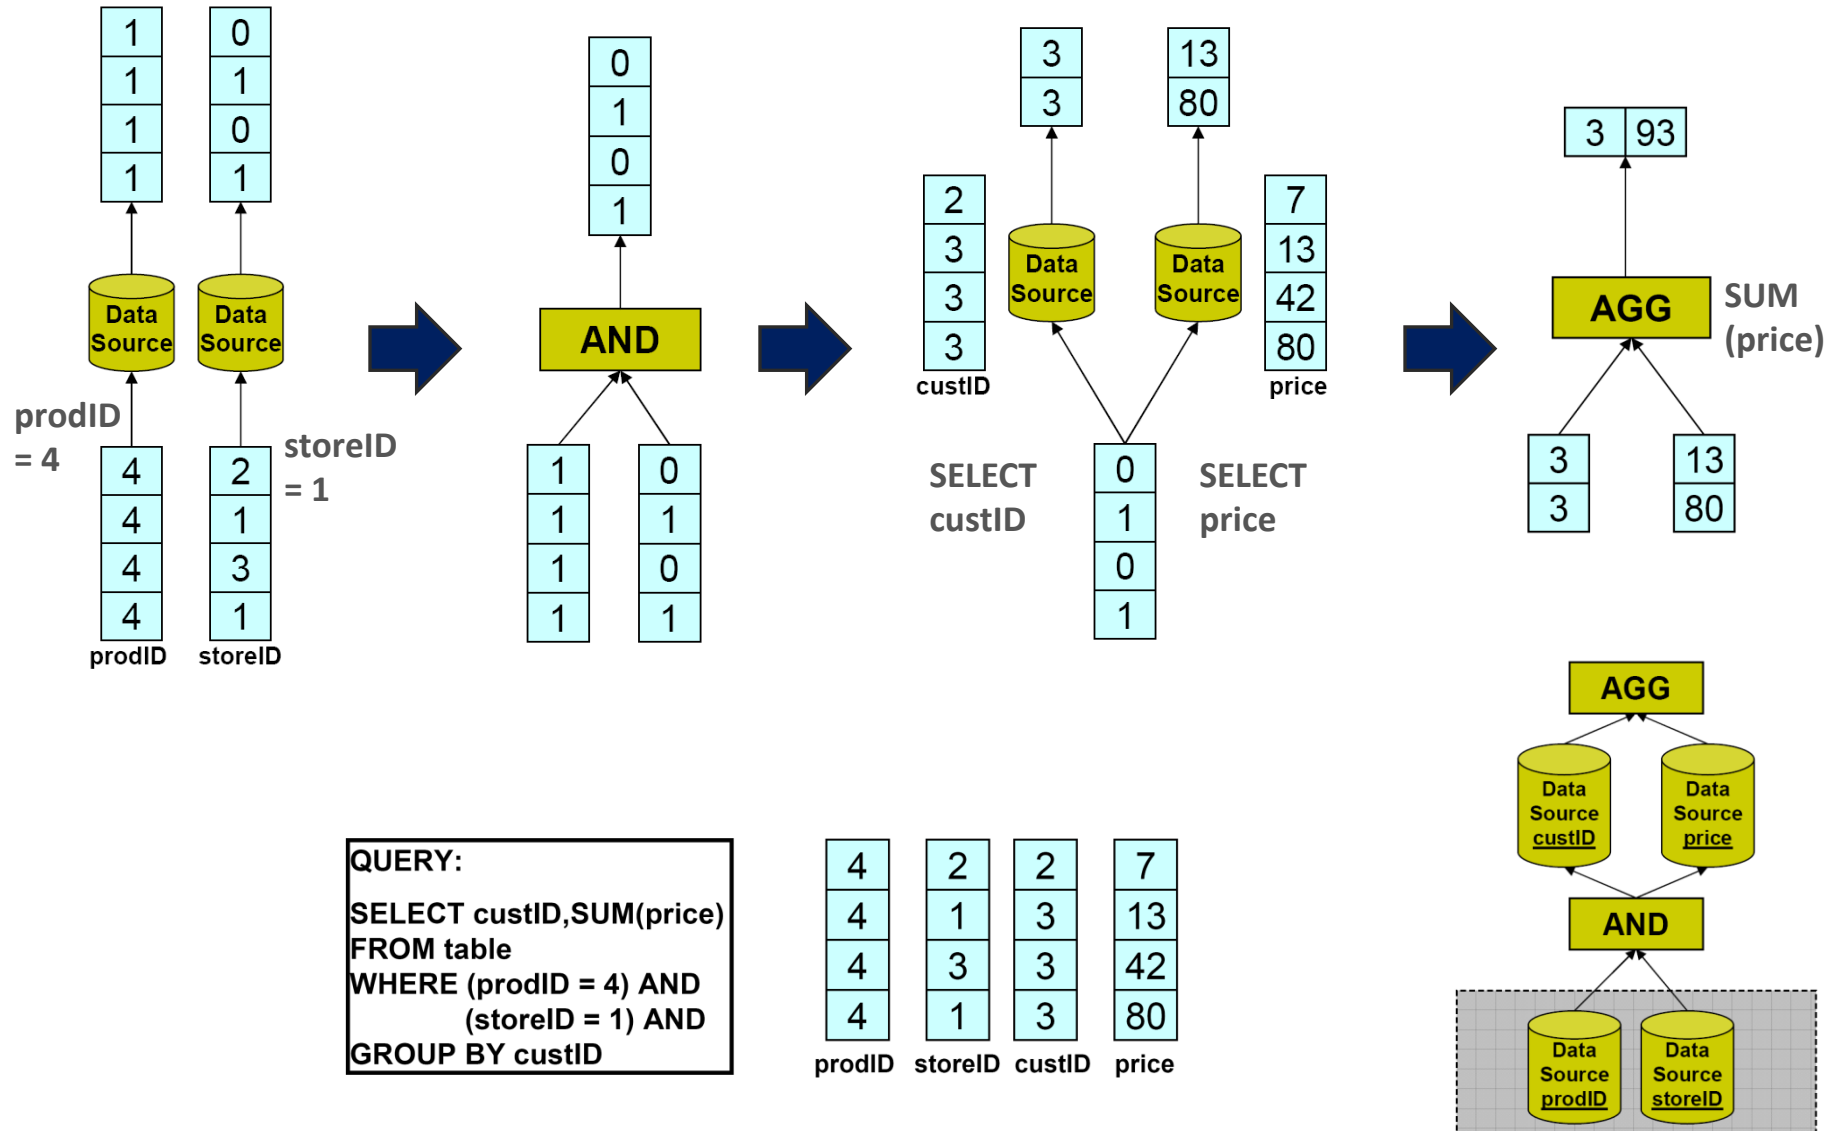 1
1
1
1
0
1
0
1
Data
Source
Data
Source
prodID
= 4
storeID
= 1
4
4
4
4
prodID
2
1
3
1
storeID
0
1
0
1
AND
1
1
1
1
0
1
0
1
3
3
13
80
2
3
3
3
custID
Data
Source
Data
Source
7
13
42
80
price
SELECT
custID
SELECT
price
0
1
0
1
3 93
AGG
SUM
(price)
3
3
13
80
QUERY:
SELECT custID,SUM(price)
FROM table
WHERE (prodID = 4) AND
(storeID = 1) AND
GROUP BY custID
4 2 2 7
4 1 3 13
4 3 3 42
4 1 3 80
prodID storeID custID price
AGG
Data
Source
custID
Data
Source
price
AND
Data
Source
prodID
Data
Source
storeID